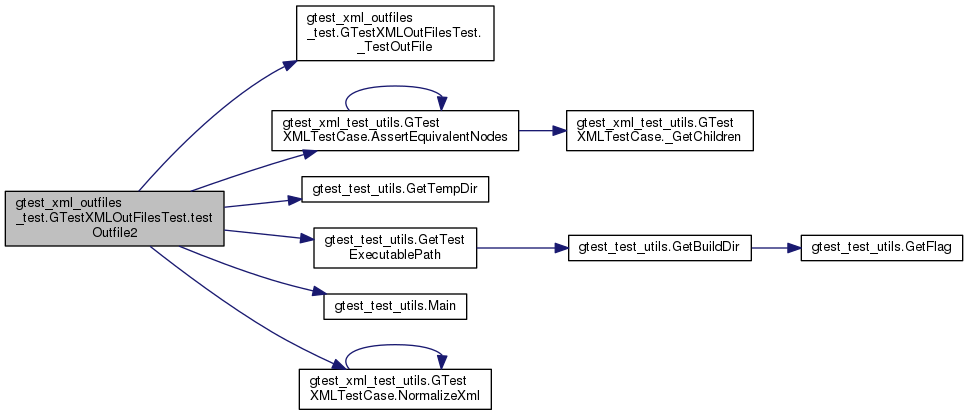 gtest_xml_outfiles
_test.GTestXMLOutFilesTest.
_TestOutFile
gtest_xml_test_utils.GTest
XMLTestCase.AssertEquivalentNodes
gtest_xml_test_utils.GTest
XMLTestCase._GetChildren
gtest_test_utils.GetTempDir
gtest_xml_outfiles
_test.GTestXMLOutFilesTest.test
Outfile2
gtest_test_utils.GetTest
ExecutablePath
gtest_test_utils.GetBuildDir
gtest_test_utils.GetFlag
gtest_test_utils.Main
gtest_xml_test_utils.GTest
XMLTestCase.NormalizeXml